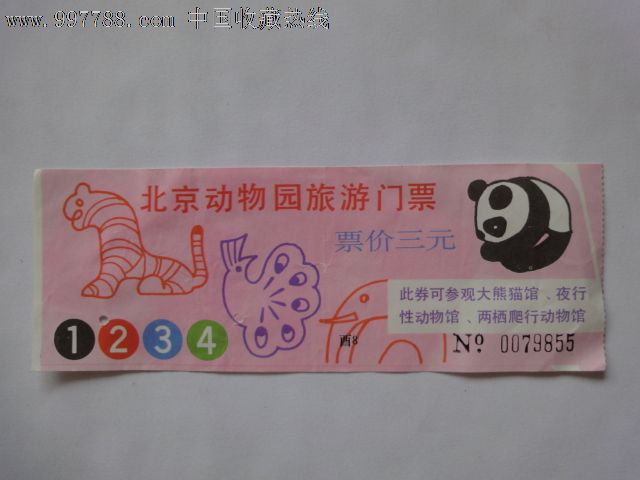 www.997788.com 中国收藏热线
北京动物园旅游门票
票价三元
此券可参观大熊猫馆、夜行
性动物馆、两栖爬行动物馆
1 2 3 4
酉8
№ 0079855